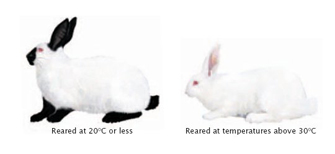 Reared at 20°C or less
Reared at temperatures above 30°C